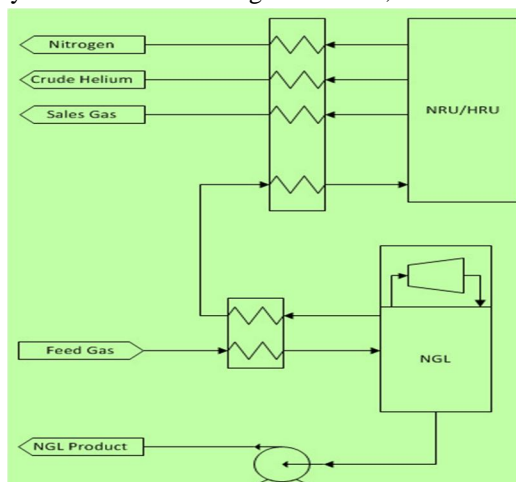 Nitrogen
Crude Helium
Sales Gas
NRU/HRU
Feed Gas
NGL
NGL Product